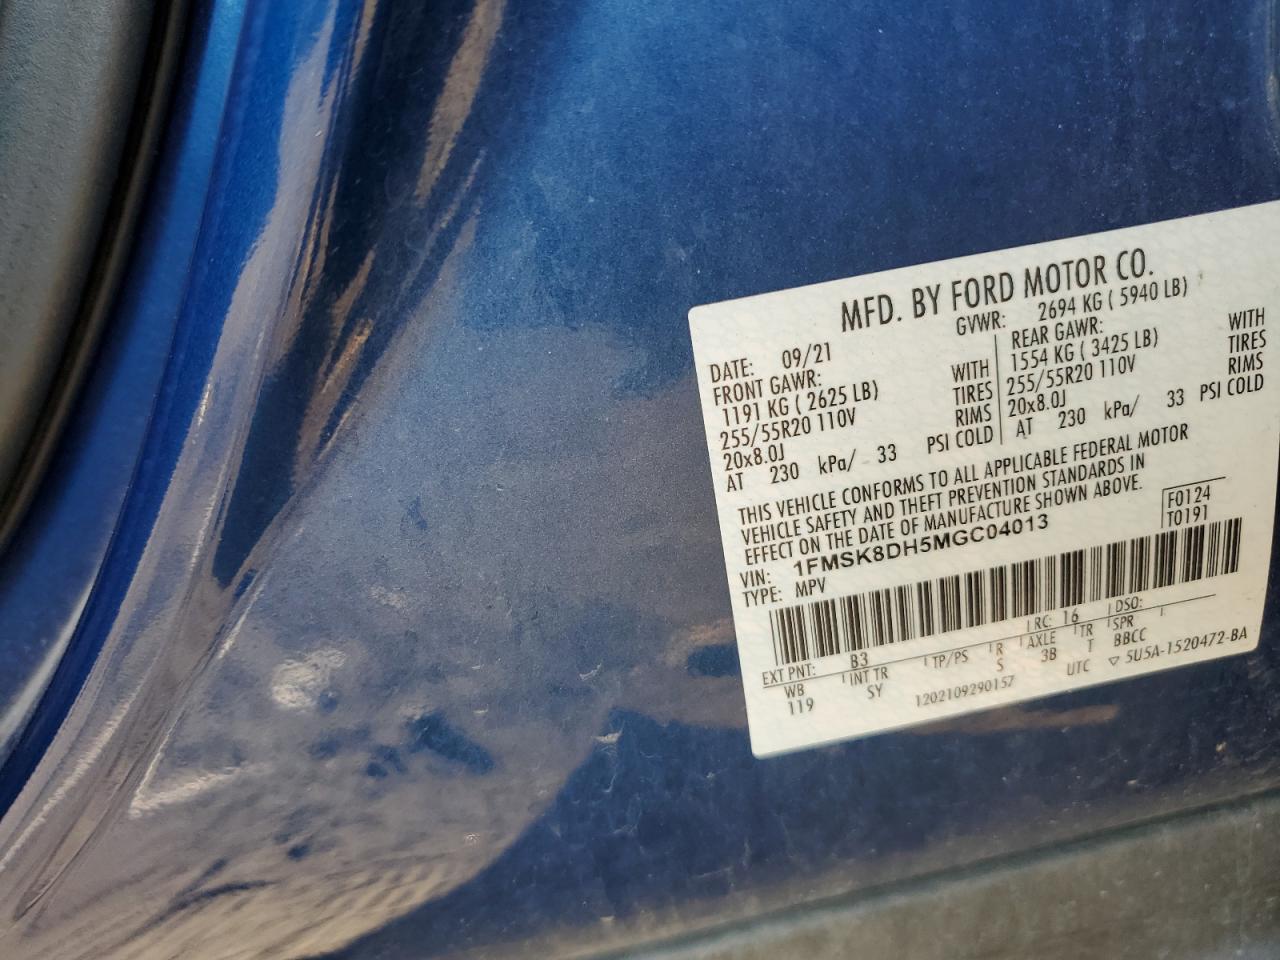 MFD. BY FORD MOTOR CO.
DATE: 09/21 GVWR: 2694 KG ( 5940 LB)
FRONT GAWR: WITH REAR GAWR: WITH
1191 KG ( 2625 LB) TIRES 1554 KG ( 3425 LB) TIRES
255/55R20 110V RIMS 255/55R20 110V RIMS
20x8.0J 20x8.0J
AT 230 kPa/ 33 PSI COLD AT 230 kPa/ 33 PSI COLD
THIS VEHICLE CONFORMS TO ALL APPLICABLE FEDERAL MOTOR
VEHICLE SAFETY AND THEFT PREVENTION STANDARDS IN
EFFECT ON THE DATE OF MANUFACTURE SHOWN ABOVE.
VIN: 1FMSK8DH5MGC04013 F0124
TYPE: MPV T0191
EXT PNT: B3 RC: 16 DSO:
WB INT TR TP/PS R AXLE TR SPR
119 SY S 3B T BBCC
1202109290157 UTC ▽ 5U5A-1520472-BA